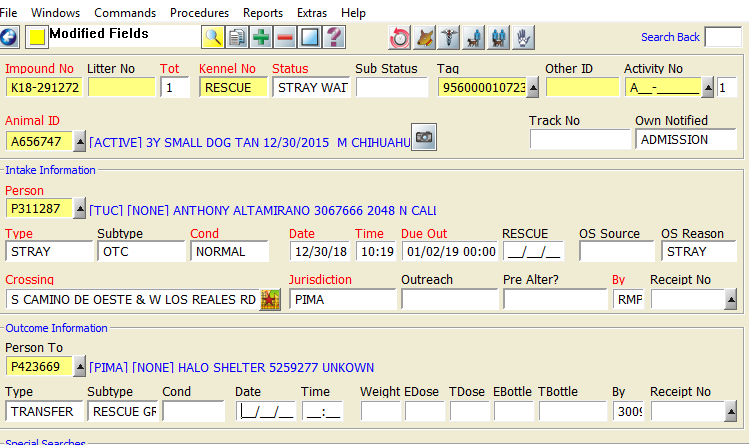 File Windows Commands Procedures Reports Extras Help
Modified Fields Search Back
Impound No Litter No Tot Kennel No Status Sub Status Tag Other ID Activity No
K18-291272 1 RESCUE STRAY WAIT 956000010723 A__-______ 1
Animal ID Track No Own Notified
A656747 [ACTIVE] 3Y SMALL DOG TAN 12/30/2015 M CHIHUAHU ADMISSION
Intake Information
Person
P311287 [TUC] [NONE] ANTHONY ALTAMIRANO 3067666 2048 N CALL
Type Subtype Cond Date Time Due Out RESCUE OS Source OS Reason
STRAY OTC NORMAL 12/30/18 10:19 01/02/19 00:00 __/__/__ STRAY
Crossing Jurisdiction Outreach Pre Alter? By Receipt No
S CAMINO DE OESTE & W LOS REALES RD PIMA RMP
Outcome Information
Person To
P423669 [PIMA] [NONE] HALO SHELTER 5259277 UNKOWN
Type Subtype Cond Date Time Weight EDose TDose EBottle TBottle By Receipt No
TRANSFER RESCUE GR __/__/__ __:__ 3009
Special Searches